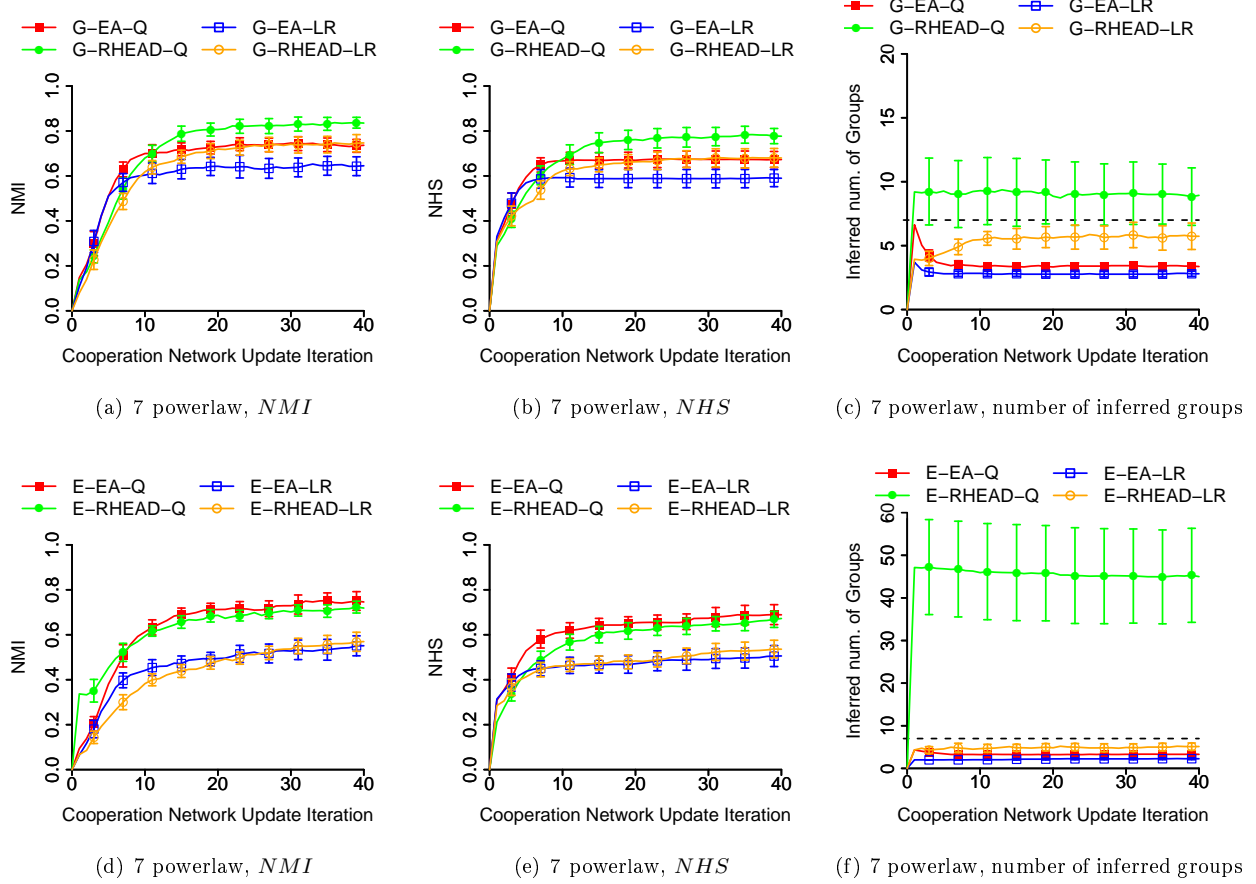 G−EA−Q G−EA−LR
G−RHEAD−Q G−RHEAD−LR
NMI
0.0 0.2 0.4 0.6 0.8 1.0
0 10 20 30 40
Cooperation Network Update Iteration
(a) 7 powerlaw, NMI
G−EA−Q G−EA−LR
G−RHEAD−Q G−RHEAD−LR
NHS
0.0 0.2 0.4 0.6 0.8 1.0
0 10 20 30 40
Cooperation Network Update Iteration
(b) 7 powerlaw, NHS
G−EA−Q G−EA−LR
G−RHEAD−Q G−RHEAD−LR
Inferred num. of Groups
0 5 10 15 20
0 10 20 30 40
Cooperation Network Update Iteration
(c) 7 powerlaw, number of inferred groups
E−EA−Q E−EA−LR
E−RHEAD−Q E−RHEAD−LR
NMI
0.0 0.2 0.4 0.6 0.8 1.0
0 10 20 30 40
Cooperation Network Update Iteration
(d) 7 powerlaw, NMI
E−EA−Q E−EA−LR
E−RHEAD−Q E−RHEAD−LR
NHS
0.0 0.2 0.4 0.6 0.8 1.0
0 10 20 30 40
Cooperation Network Update Iteration
(e) 7 powerlaw, NHS
E−EA−Q E−EA−LR
E−RHEAD−Q E−RHEAD−LR
Inferred num. of Groups
0 10 20 30 40 50 60
0 10 20 30 40
Cooperation Network Update Iteration
(f) 7 powerlaw, number of inferred groups